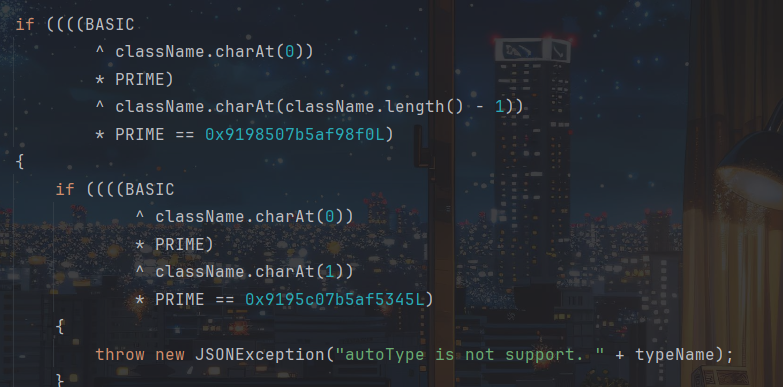 if ((((BASIC
^ className.charAt(0))
* PRIME)
^ className.charAt(className.length() - 1))
* PRIME == 0x9198507b5af98f0L)
{
if ((((BASIC
^ className.charAt(0))
* PRIME)
^ className.charAt(1))
* PRIME == 0x9195c07b5af5345L)
{
throw new JSONException("autoType is not support. " + typeName);
}